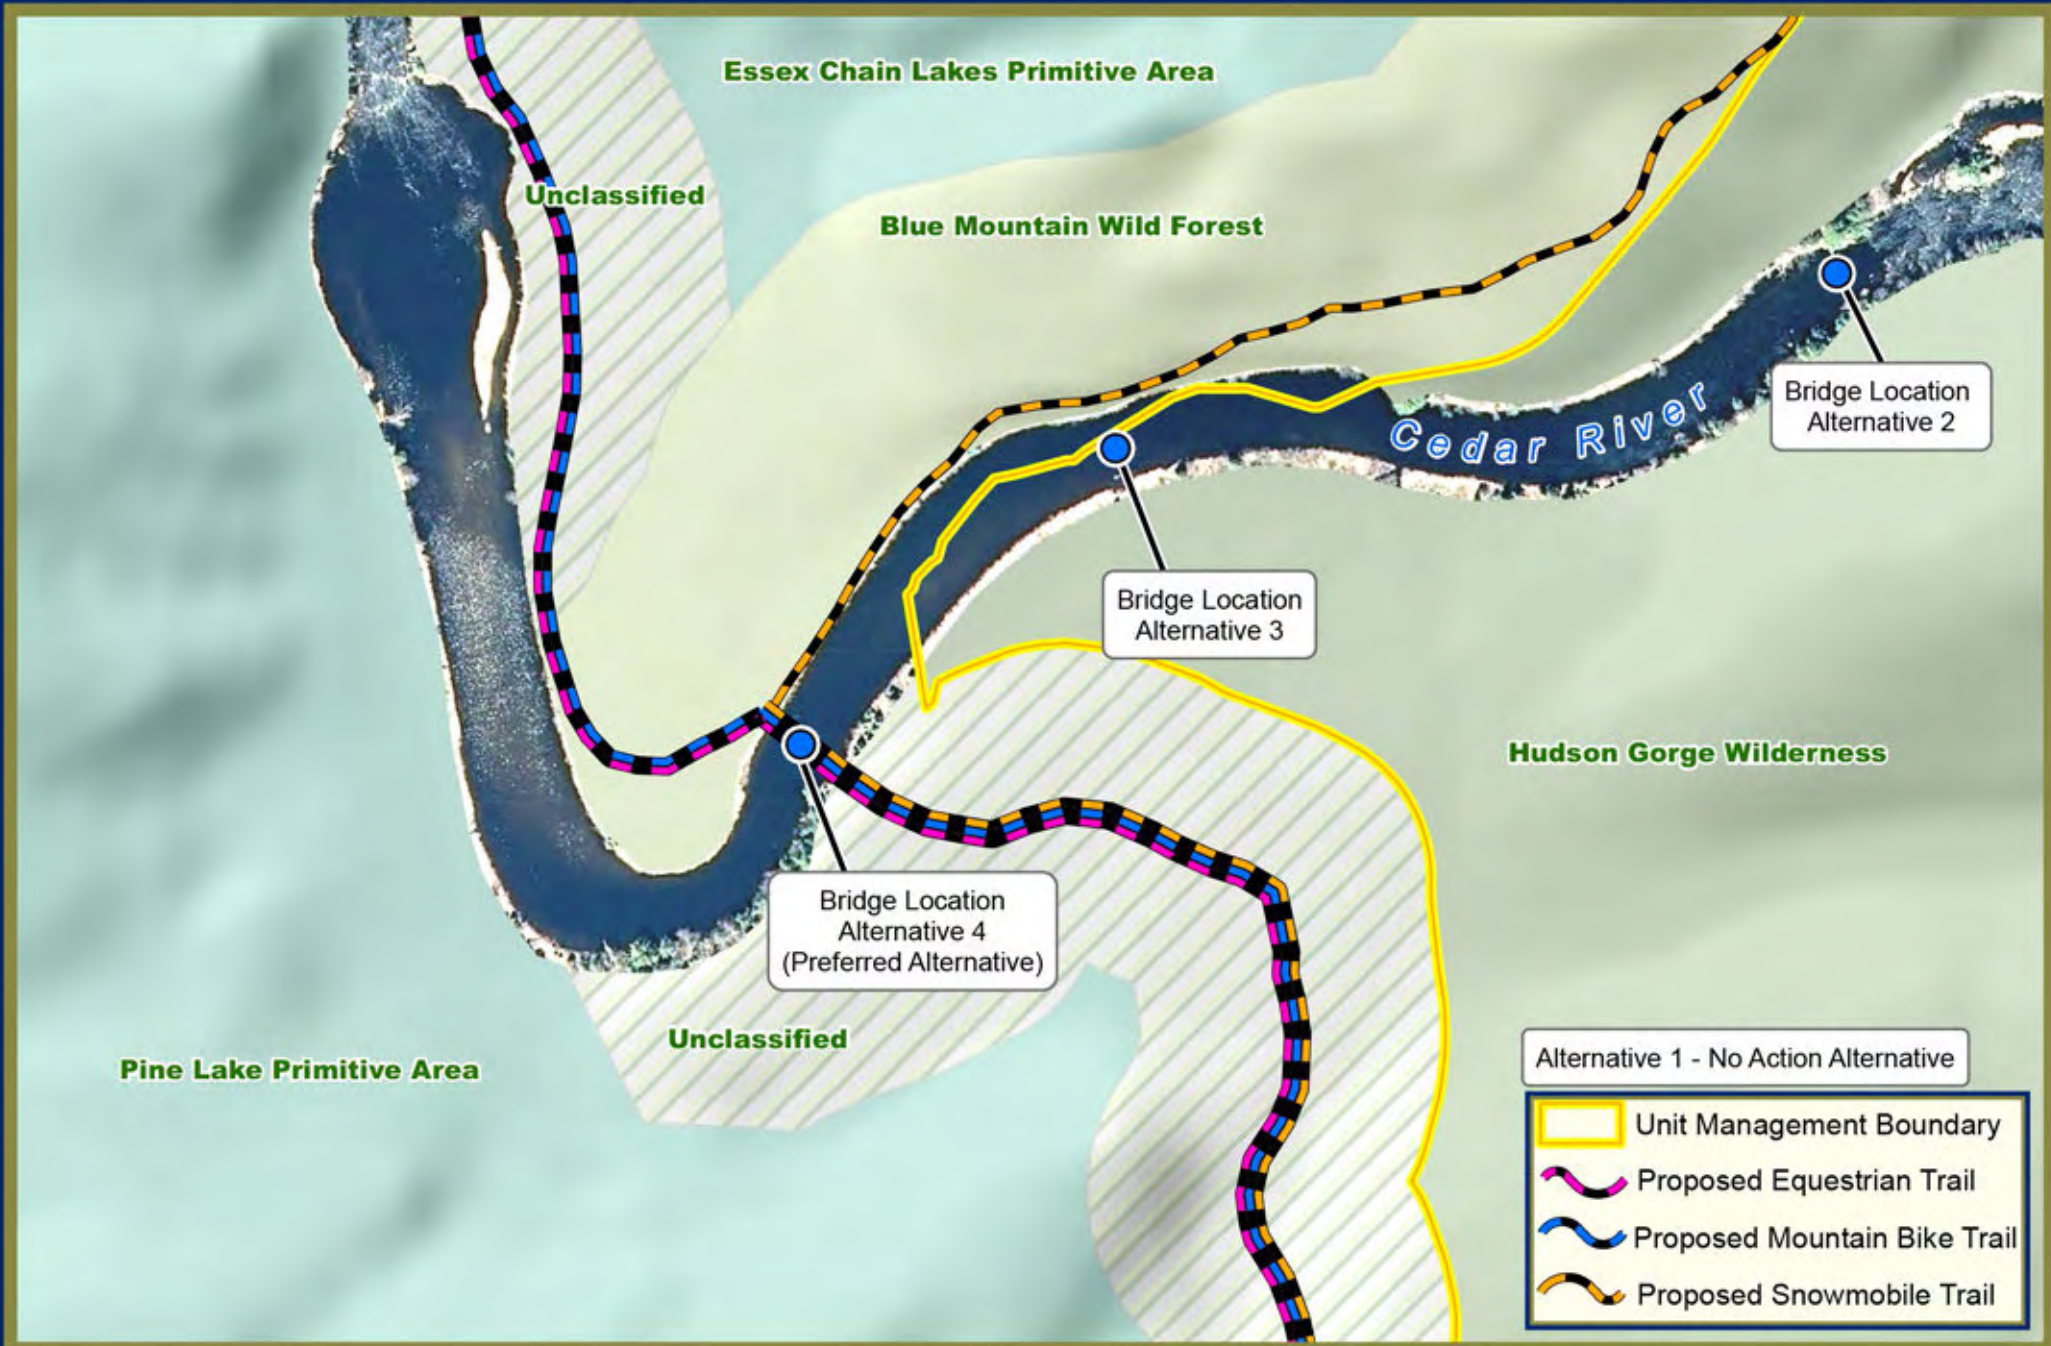 Essex Chain Lakes Primitive Area
Unclassified
Blue Mountain Wild Forest
Bridge Location
Alternative 2
Cedar River
Bridge Location
Alternative 3
Hudson Gorge Wilderness
Bridge Location
Alternative 4
(Preferred Alternative)
Unclassified
Pine Lake Primitive Area
Alternative 1 - No Action Alternative
Unit Management Boundary
Proposed Equestrian Trail
Proposed Mountain Bike Trail
Proposed Snowmobile Trail